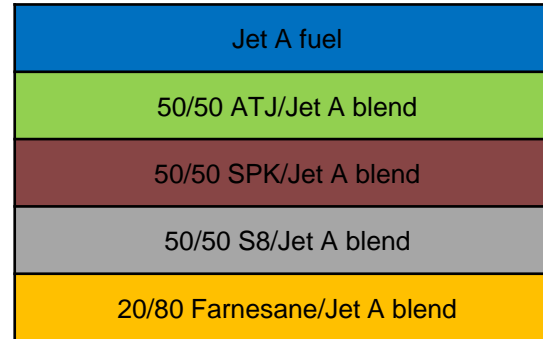 Jet A fuel
50/50 ATJ/Jet A blend
50/50 SPK/Jet A blend
50/50 S8/Jet A blend
20/80 Farnesane/Jet A blend